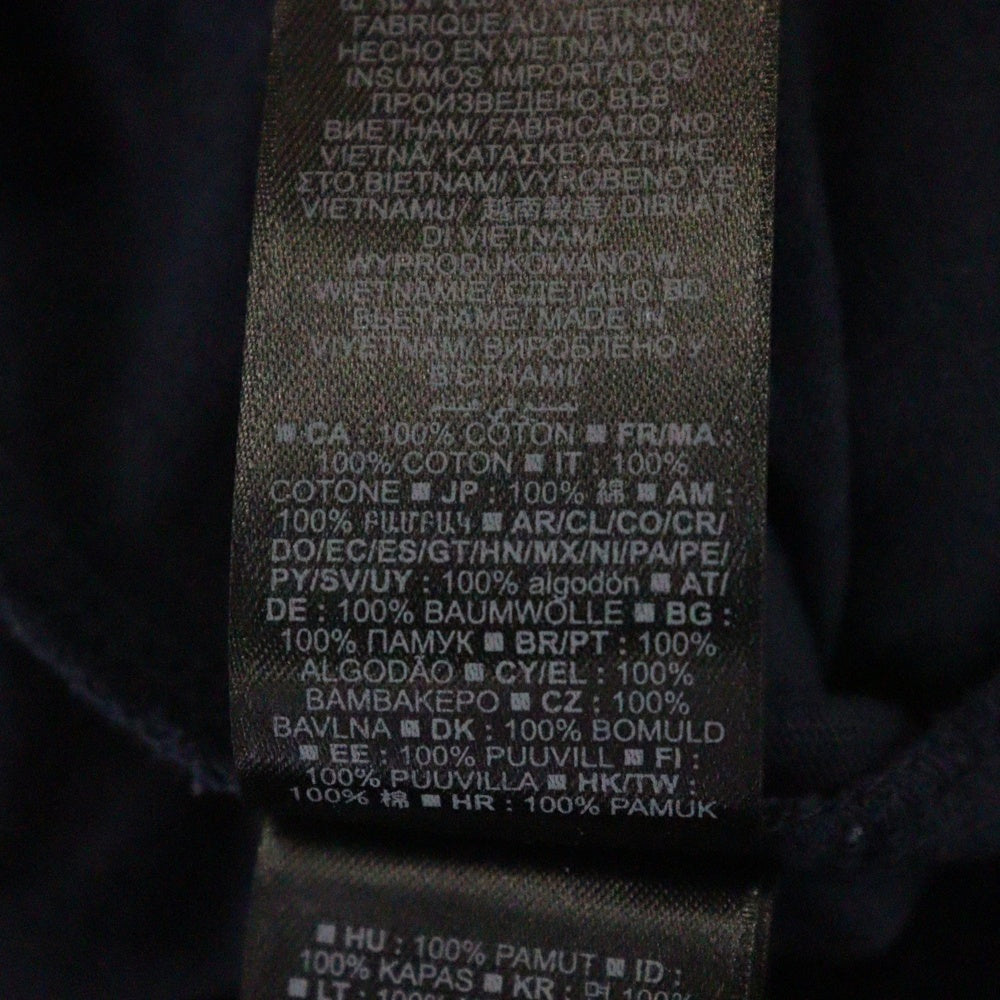 FABRIQUÉ AU VIETNAM/
HECHO EN VIETNAM CON
INSUMOS IMPORTADOS/
ПРОИЗВЕДЕНО ВЪВ
ВИЕТНАМ/ FABRICADO NO
VIETNA/ ΚΑΤΑΣΚΕΥΑΣΤΗΚΕ
ΣΤΟ ΒΙΕΤΝΑΜ/ VYROBENO VE
VIETNAMU/ 越南製造/ DIBUAT
DI VIETNAM/
WYPRODUKOWANO W
WIETNAMIE/ СДЕЛАНО ВО
ВЬЕТНАМЕ/ MADE IN
VIETNAM/ ВИРОБЛЕНО У
В'ЄТНАМІ/
■ CA : 100% COTON ■ FR/MA :
100% COTON ■ IT : 100%
COTONE ■ JP : 100% 綿 ■ AM :
100% ԲԱՄԲԱԿ ■ AR/CL/CO/CR/
DO/EC/ES/GT/HN/MX/NI/PA/PE/
PY/SV/UY : 100% algodón ■ AT/
DE : 100% BAUMWOLLE ■ BG :
100% ПАМУК ■ BR/PT : 100%
ALGODÃO ■ CY/EL : 100%
ΒΑΜΒΑΚΕΡΟ ■ CZ : 100%
BAVLNA ■ DK : 100% BOMULD
■ EE : 100% PUUVILL ■ FI :
100% PUUVILLA ■ HK/TW :
100% 棉 ■ HR : 100% PAMUK
■ HU : 100% PAMUT ■ ID :
100% KAPAS ■ KR : 면 100%
■ LT : 100%